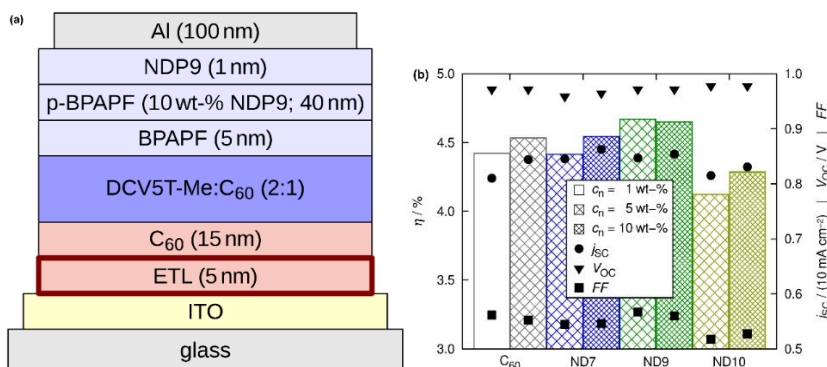 (a)
Al (100 nm)
NDP9 (1 nm)
p-BPAPF (10 wt-% NDP9; 40 nm)
BPAPF (5 nm)
DCV5T-Me:C₆₀ (2:1)
C₆₀ (15 nm)
ETL (5 nm)
ITO
glass
(b)
η / %
5.0
4.5
4.0
3.5
3.0
cₙ = 1 wt-%
cₙ = 5 wt-%
cₙ = 10 wt-%
jSC
VOC
FF
C₆₀ ND7 ND9 ND10
1.0
0.9
0.8
0.7
0.6
0.5
jSC / (10 mA cm⁻²) | VOC / V | FF